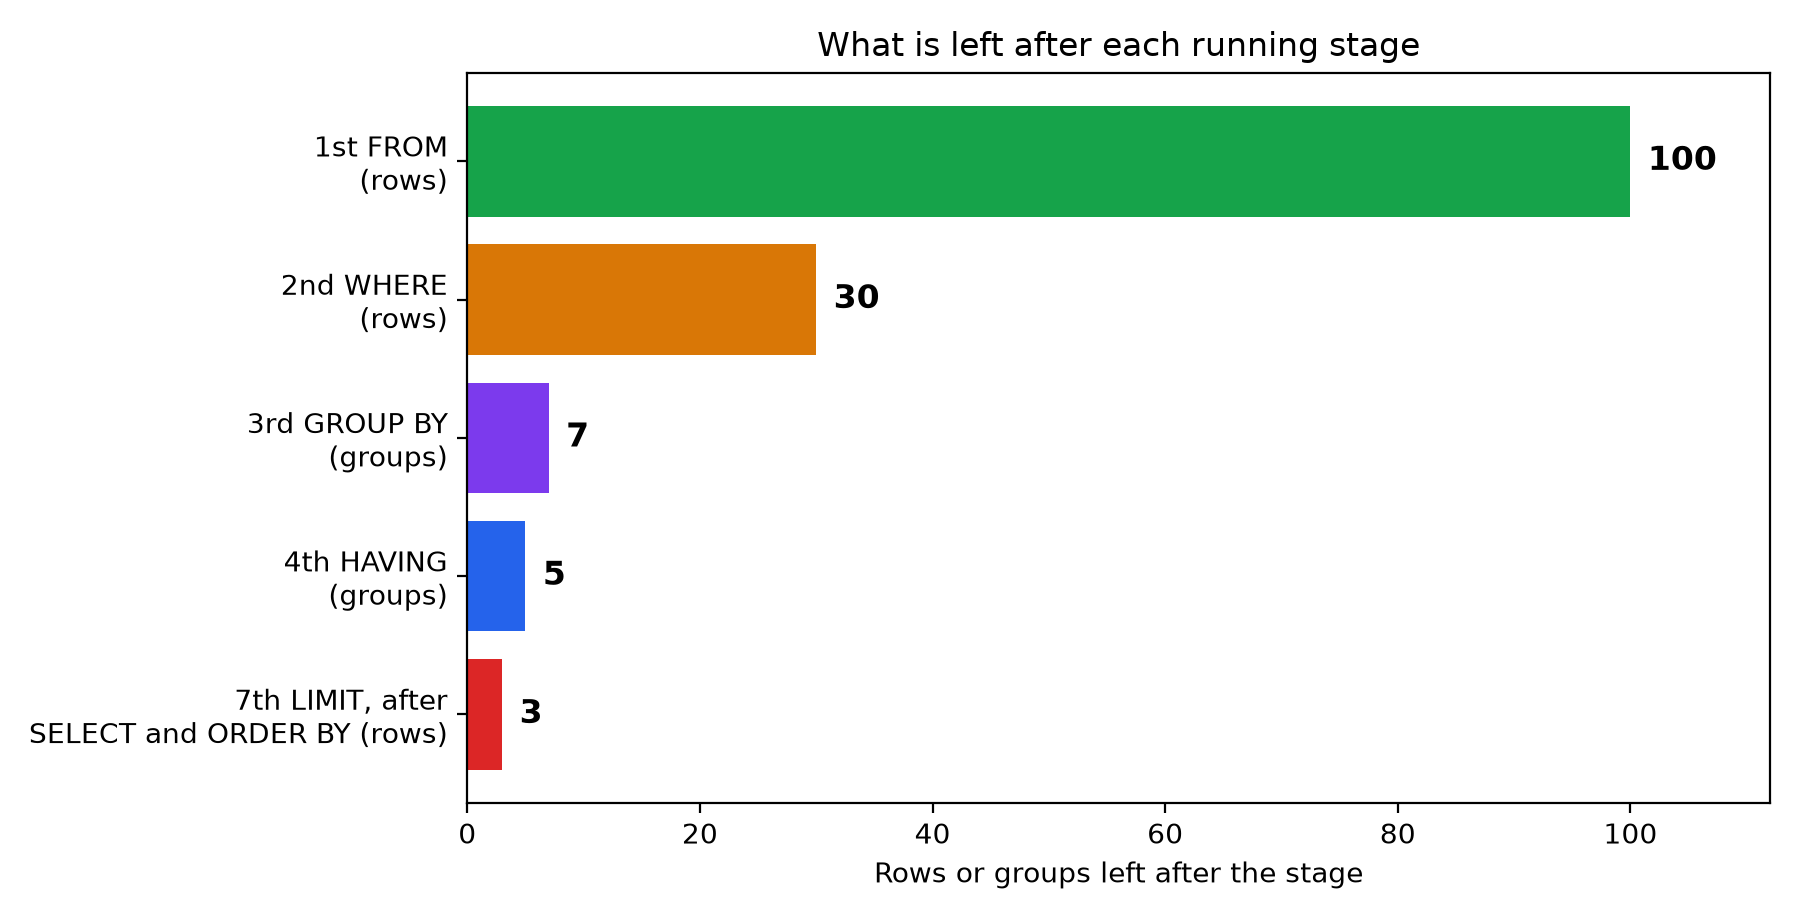 What is left after each running stage
1st FROM
(rows)
100
2nd WHERE
(rows)
30
3rd GROUP BY
(groups)
7
4th HAVING
(groups)
5
7th LIMIT, after
SELECT and ORDER BY (rows)
3
0 20 40 60 80 100
Rows or groups left after the stage